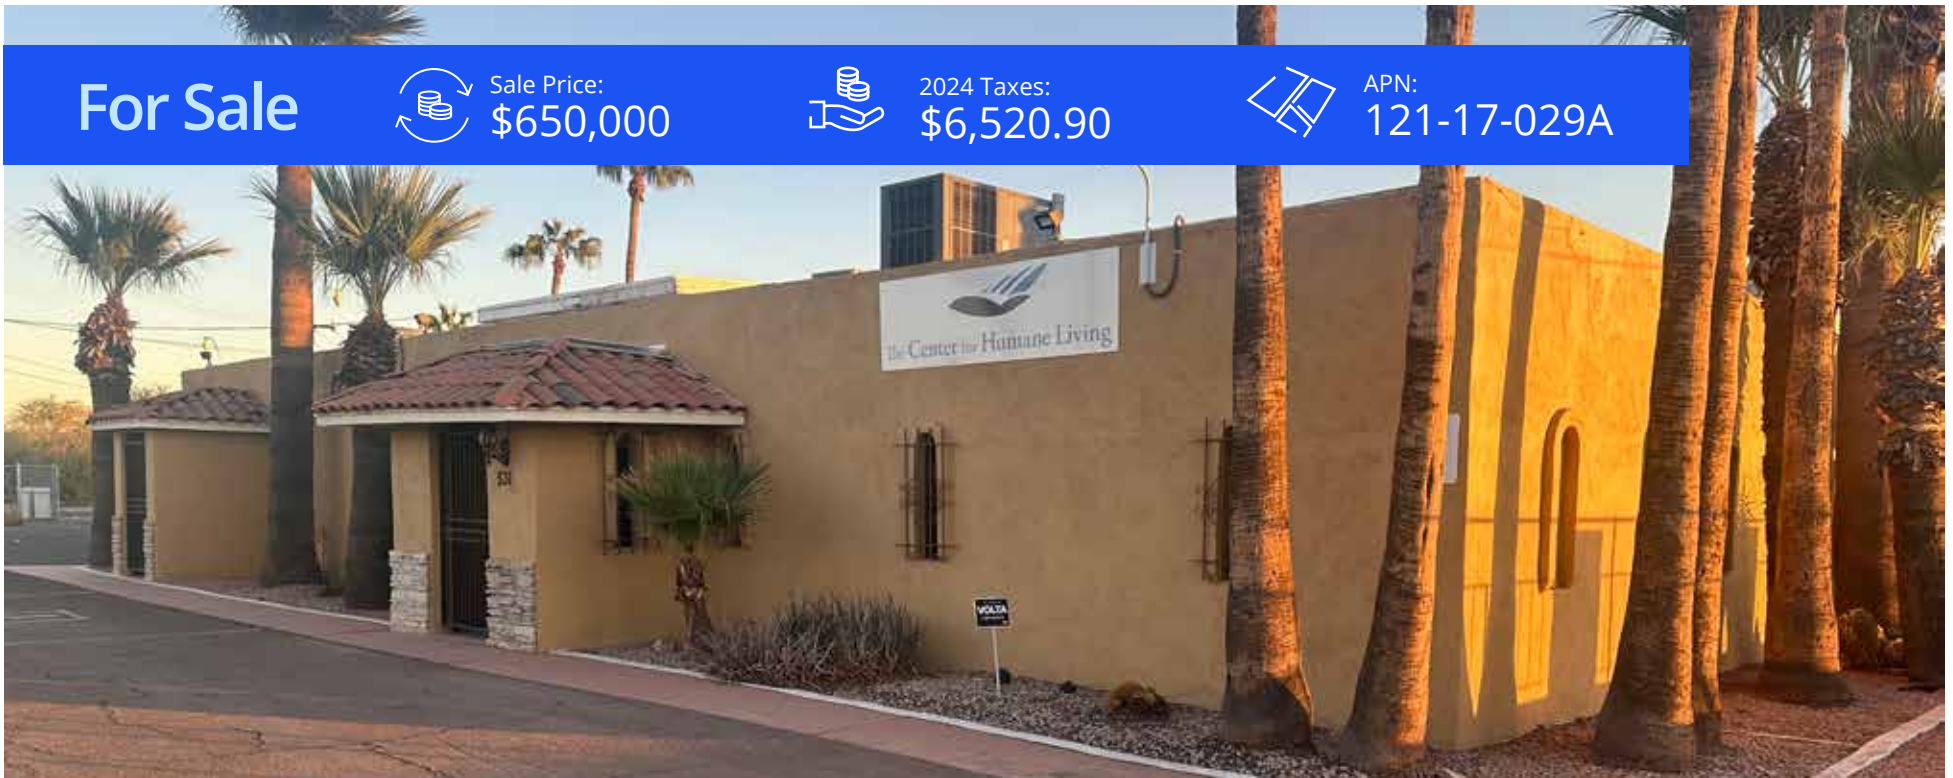 For Sale
Sale Price:
$650,000
2024 Taxes:
$6,520.90
APN:
121-17-029A
The Center for Humane Living
VOLTA